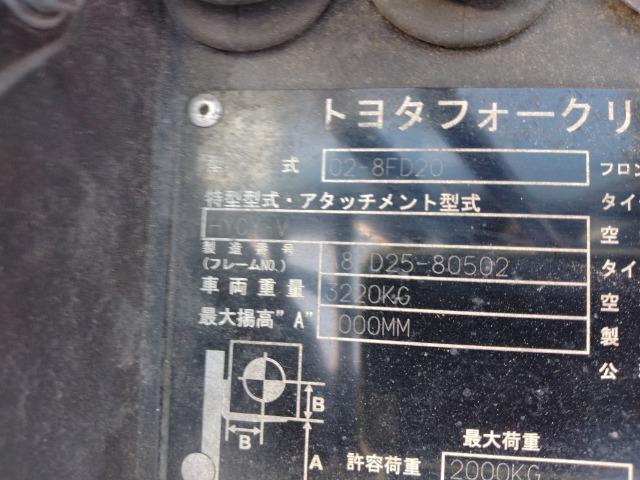 トヨタフォークリ
型 式 02-8FD20 フロン
特型型式・アタッチメント型式 タイ
空
製造番号
(フレームNO.) 8FD25-80502 タイ
車両重量 3220KG 空
最大揚高"A" 3000MM 製
公
B
B
A
最大荷重
許容荷重 2000KG